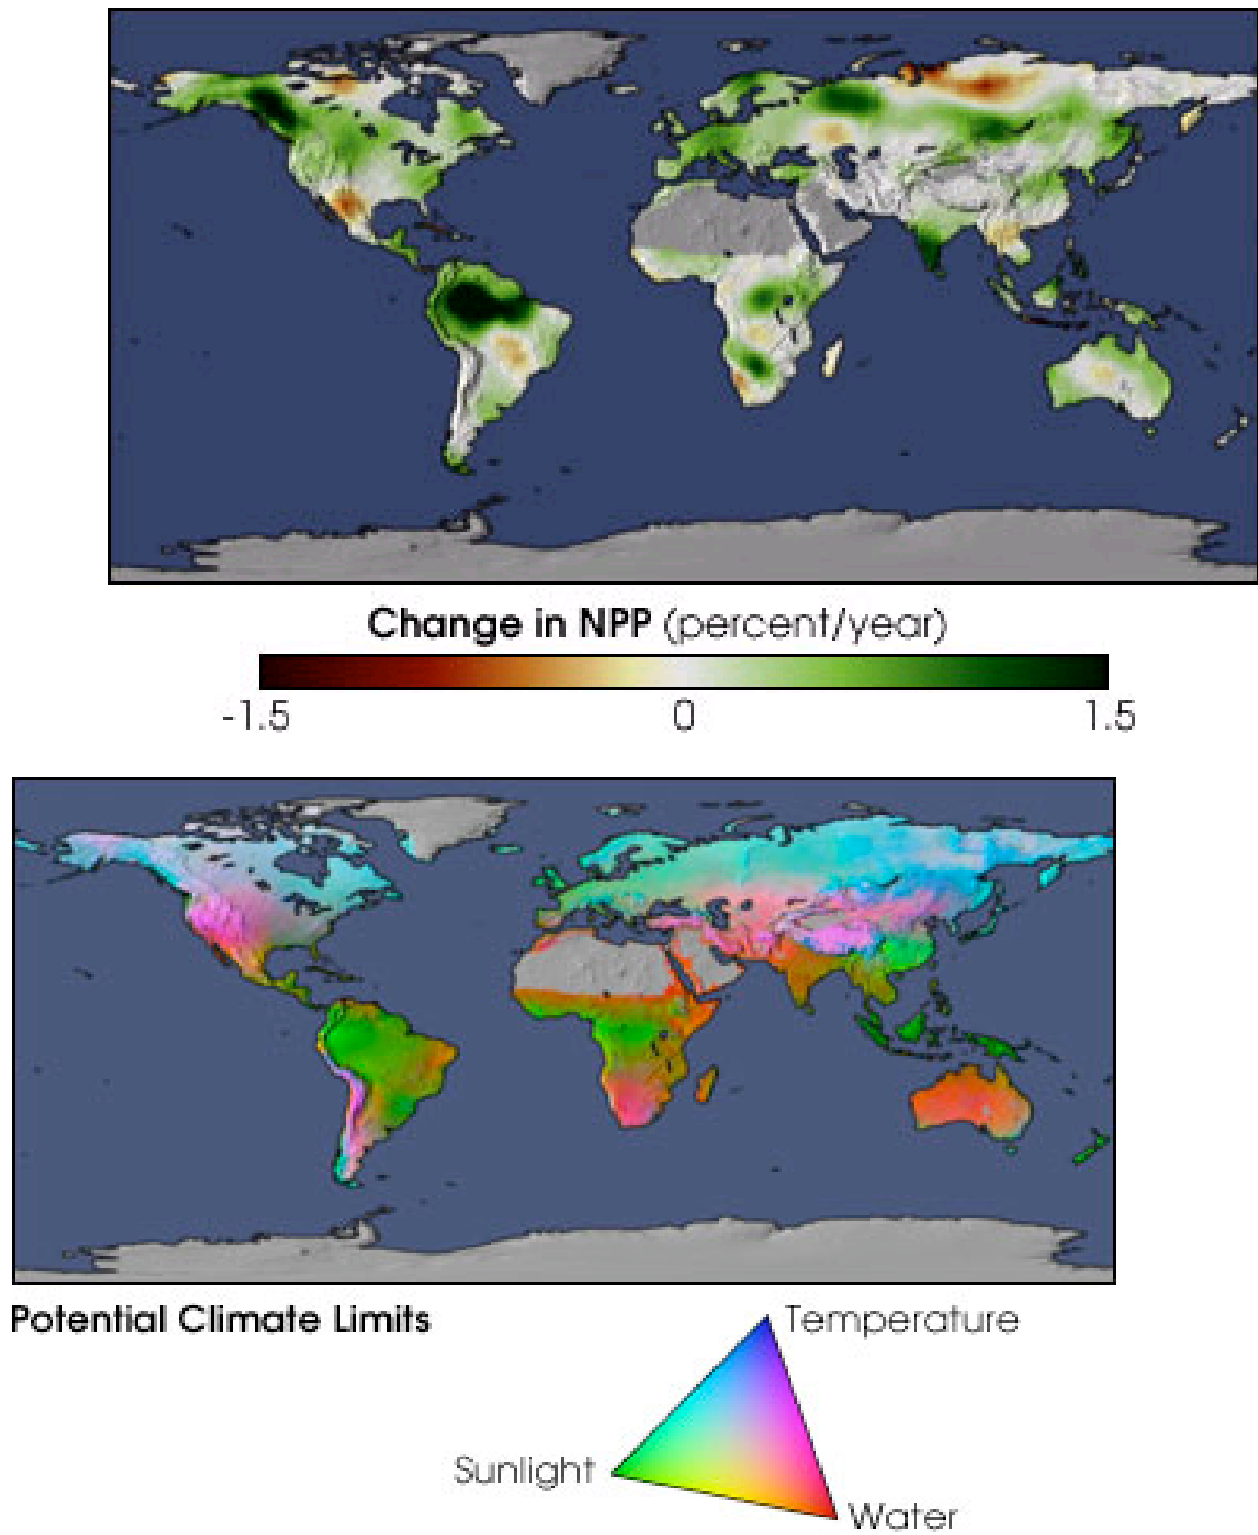 Change in NPP (percent/year)
-1.5 0 1.5
Potential Climate Limits
Temperature
Sunlight
Water